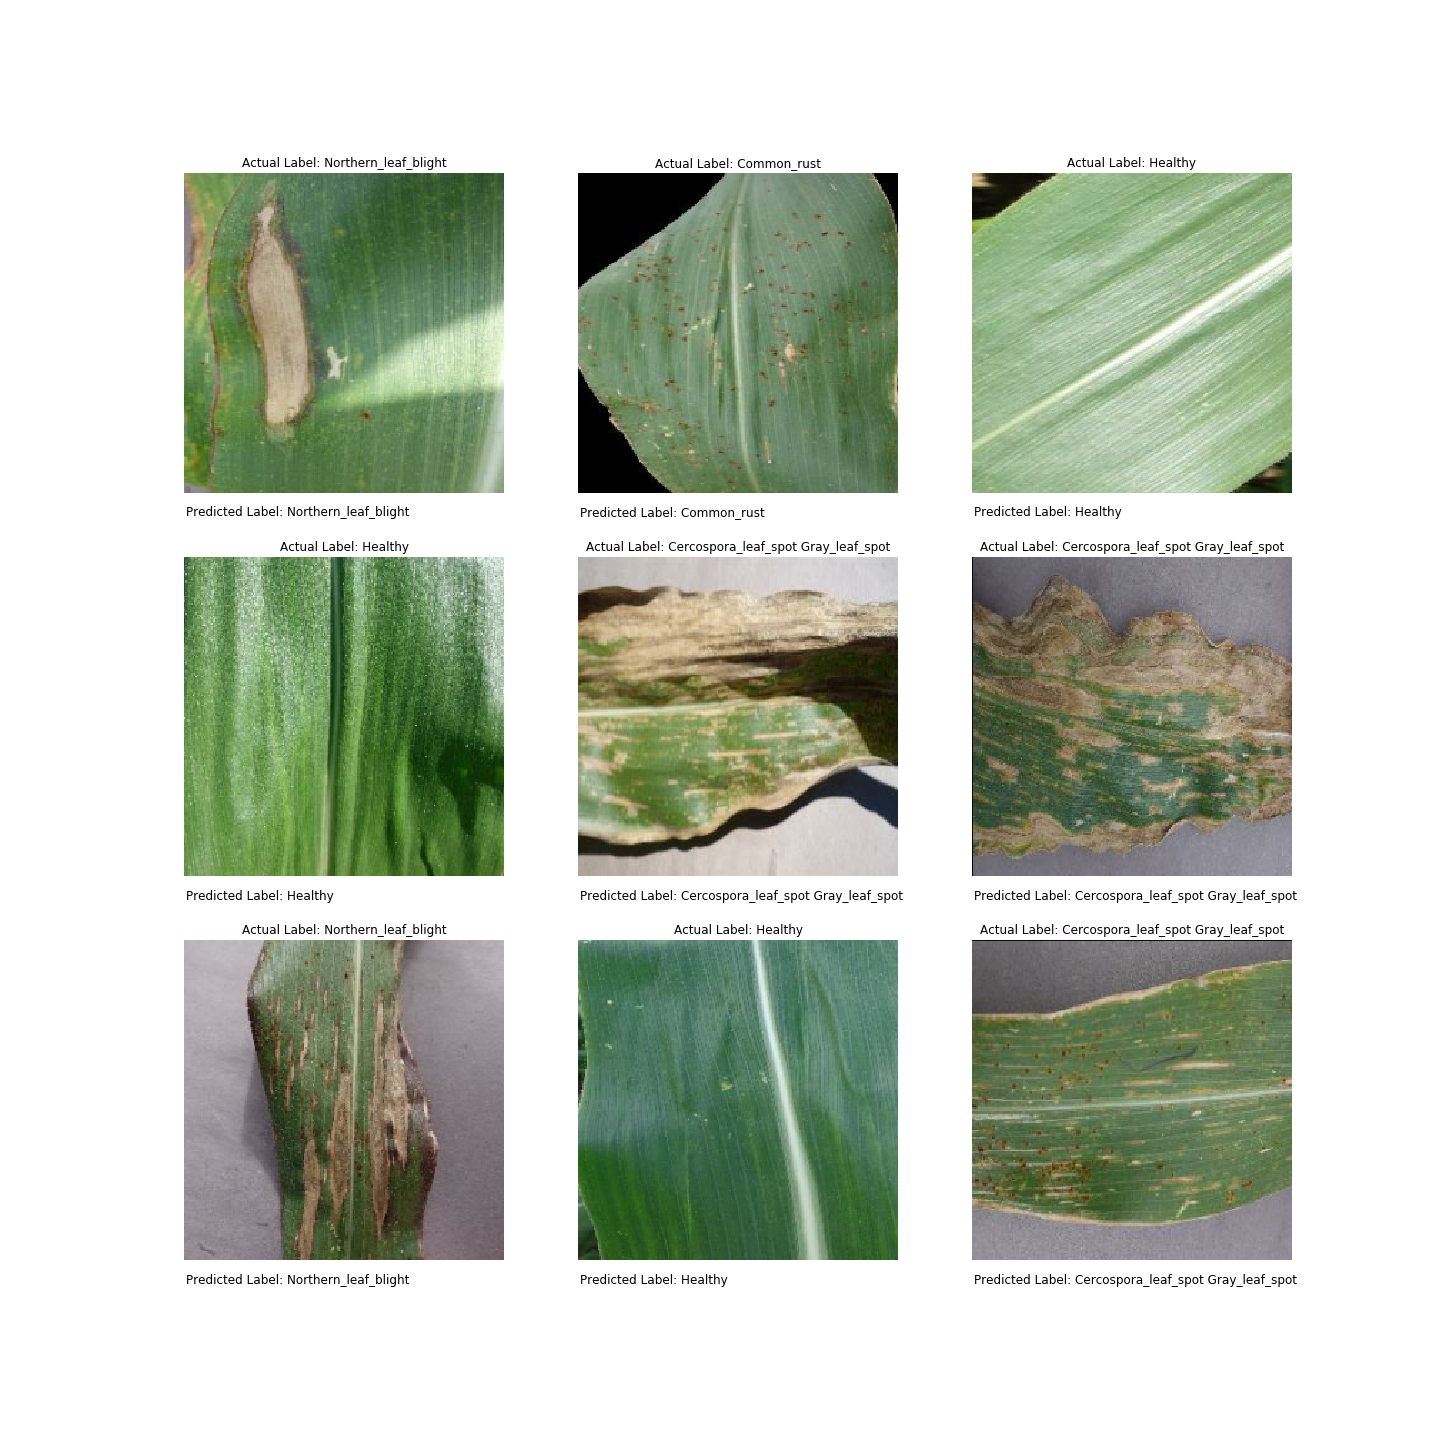 Actual Label: Northern_leaf_blight
Actual Label: Common_rust
Actual Label: Healthy
Predicted Label: Northern_leaf_blight
Predicted Label: Common_rust
Predicted Label: Healthy
Actual Label: Healthy
Actual Label: Cercospora_leaf_spot Gray_leaf_spot
Actual Label: Cercospora_leaf_spot Gray_leaf_spot
Predicted Label: Healthy
Predicted Label: Cercospora_leaf_spot Gray_leaf_spot
Predicted Label: Cercospora_leaf_spot Gray_leaf_spot
Actual Label: Northern_leaf_blight
Actual Label: Healthy
Actual Label: Cercospora_leaf_spot Gray_leaf_spot
Predicted Label: Northern_leaf_blight
Predicted Label: Healthy
Predicted Label: Cercospora_leaf_spot Gray_leaf_spot